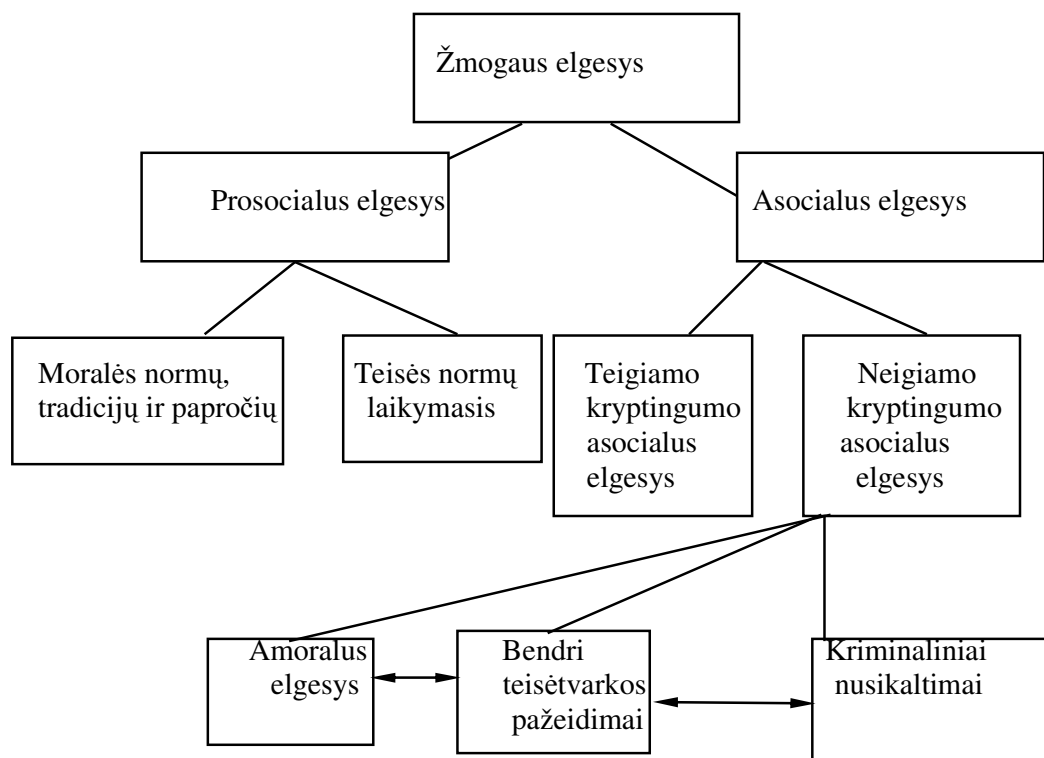 Žmogaus elgesys
Prosocialus elgesys
Asocialus elgesys
Moralės normų,
tradicijų ir papročių
Teisės normų
laikymasis
Teigiamo
kryptingumo
asocialus
elgesys
Neigiamo
kryptingumo
asocialus
elgesys
Amoralus
elgesys
Bendri
teisėtvarkos
pažeidimai
Kriminaliniai
nusikaltimai